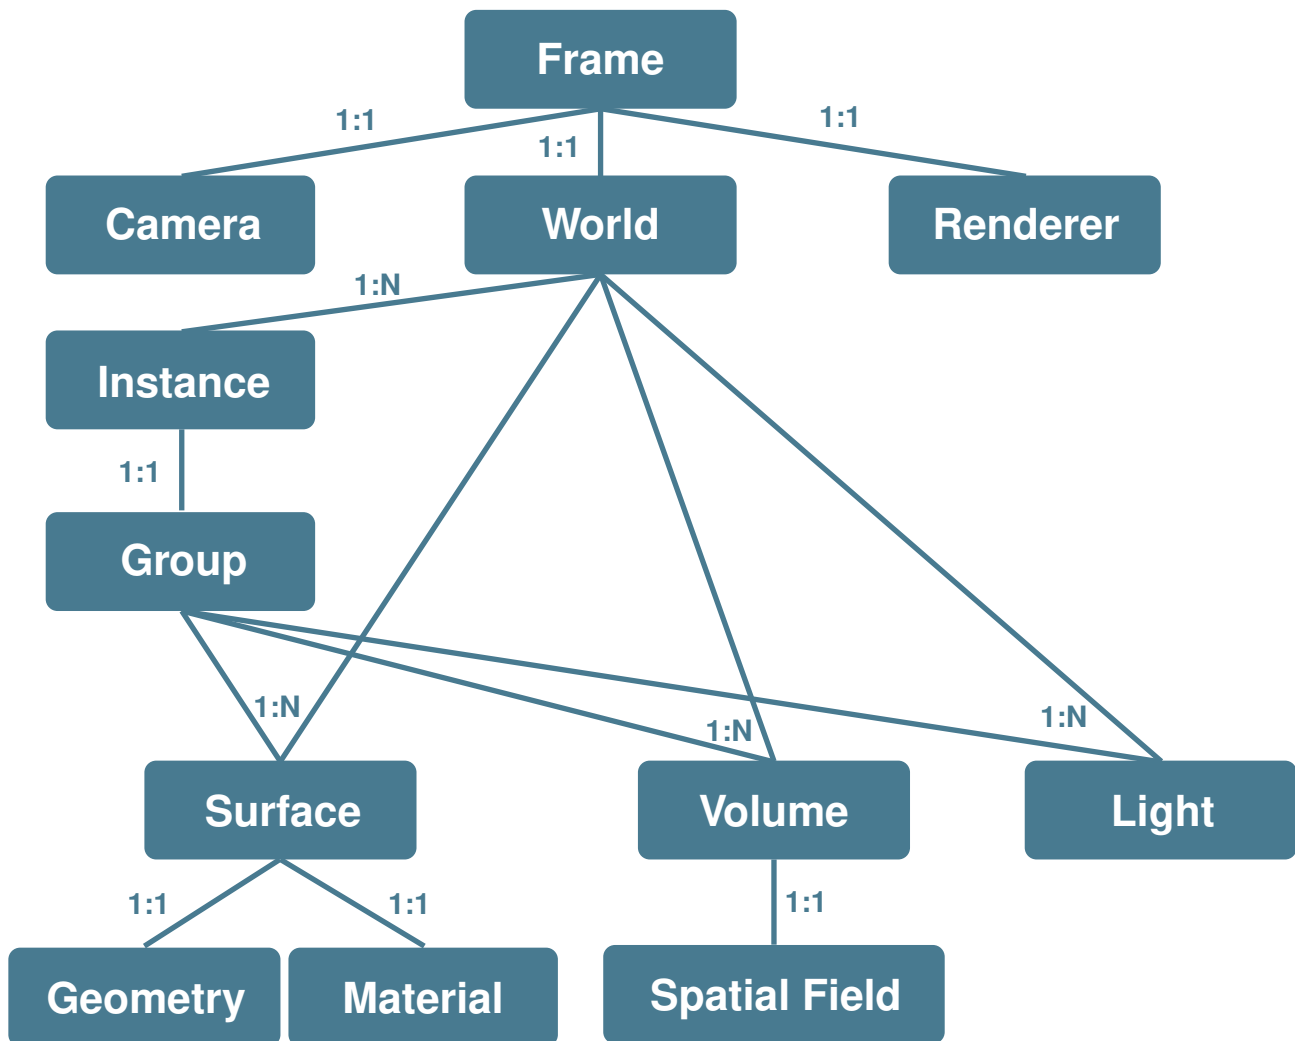 Frame
1:1
1:1
1:1
Camera
World
Renderer
1:N
Instance
1:1
Group
1:N
1:N
1:N
Surface
Volume
Light
1:1
1:1
1:1
Geometry
Material
Spatial Field